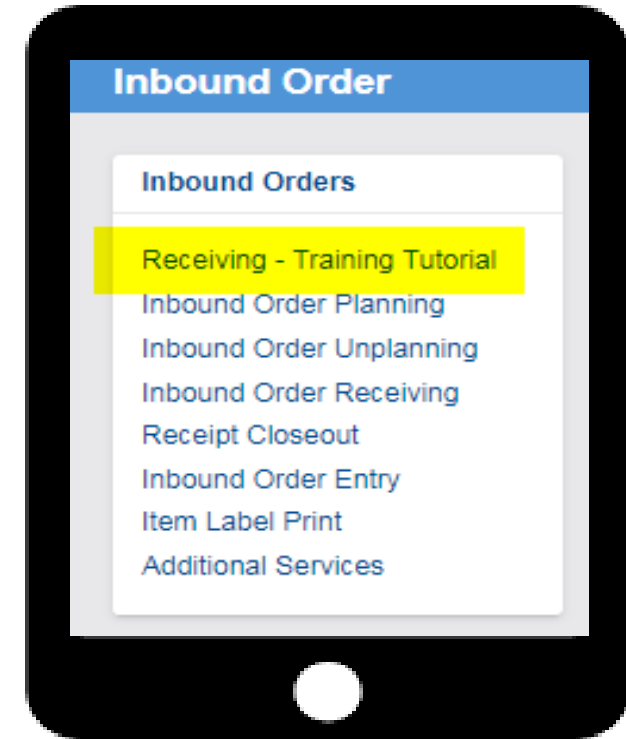 Inbound Order
Inbound Orders
Receiving - Training Tutorial
Inbound Order Planning
Inbound Order Unplanning
Inbound Order Receiving
Receipt Closeout
Inbound Order Entry
Item Label Print
Additional Services